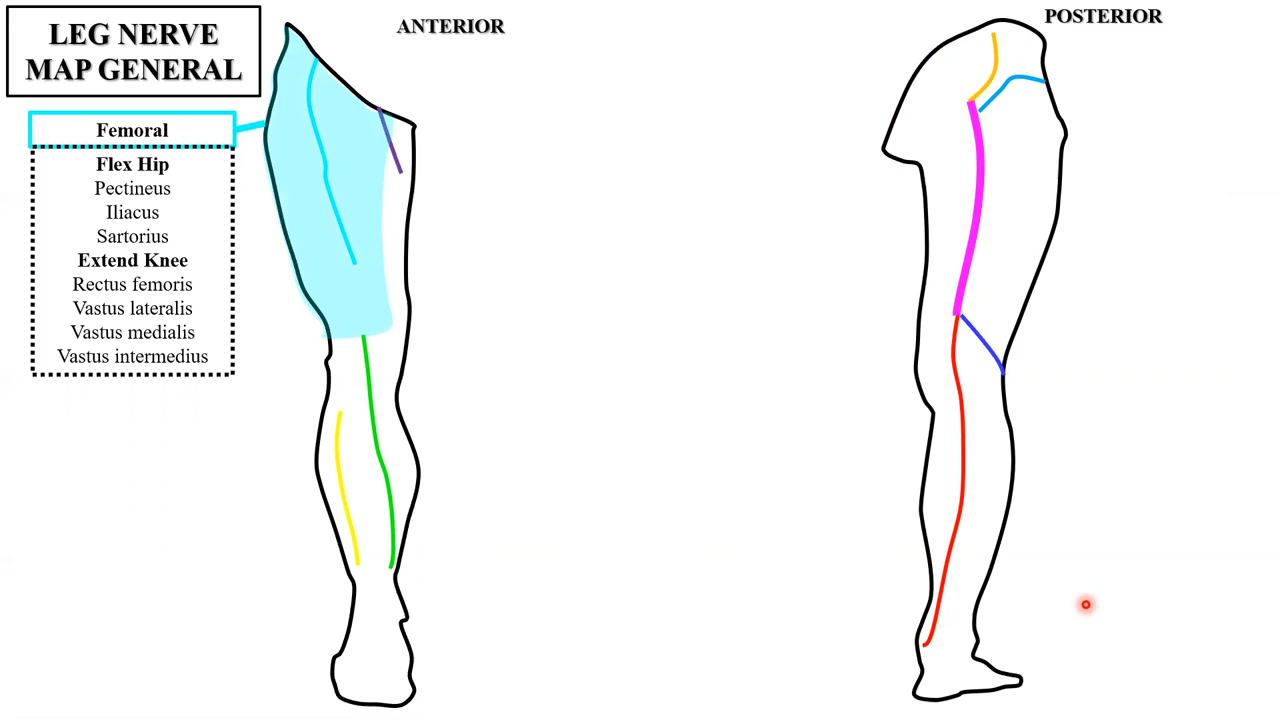 LEG NERVE
MAP GENERAL
ANTERIOR
POSTERIOR
Femoral
Flex Hip
Pectineus
Iliacus
Sartorius
Extend Knee
Rectus femoris
Vastus lateralis
Vastus medialis
Vastus intermedius